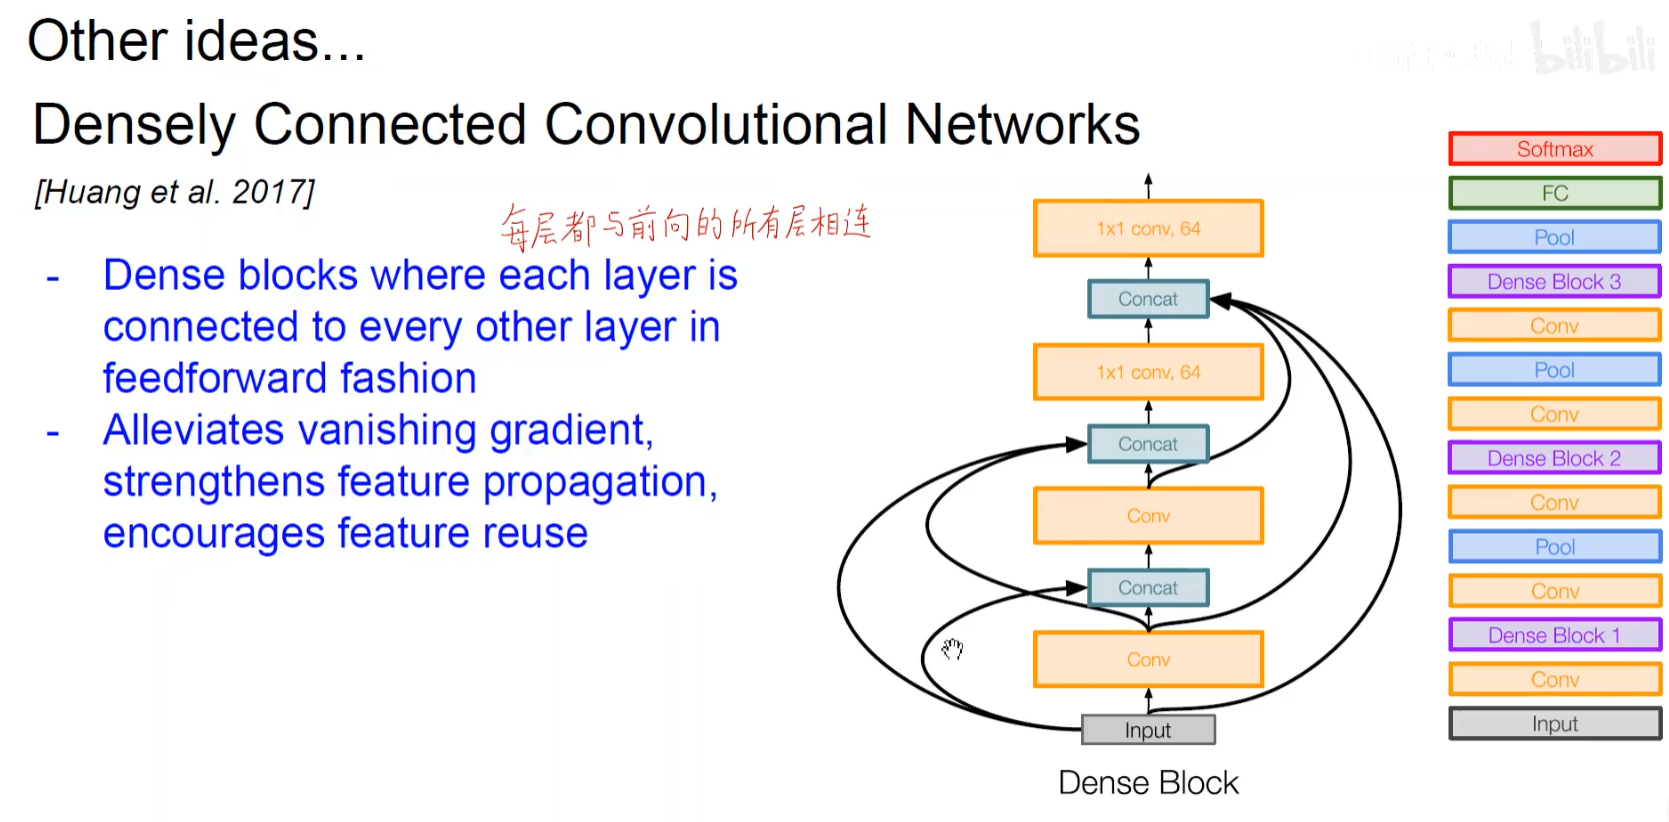 Other ideas...
bilibili
Densely Connected Convolutional Networks
[Huang et al. 2017]
每层都与前向的所有层相连
- Dense blocks where each layer is
connected to every other layer in
feedforward fashion
- Alleviates vanishing gradient,
strengthens feature propagation,
encourages feature reuse
1x1 conv, 64
Concat
1x1 conv, 64
Concat
Conv
Concat
Conv
Input
Dense Block
Softmax
FC
Pool
Dense Block 3
Conv
Pool
Conv
Dense Block 2
Conv
Pool
Conv
Dense Block 1
Conv
Input